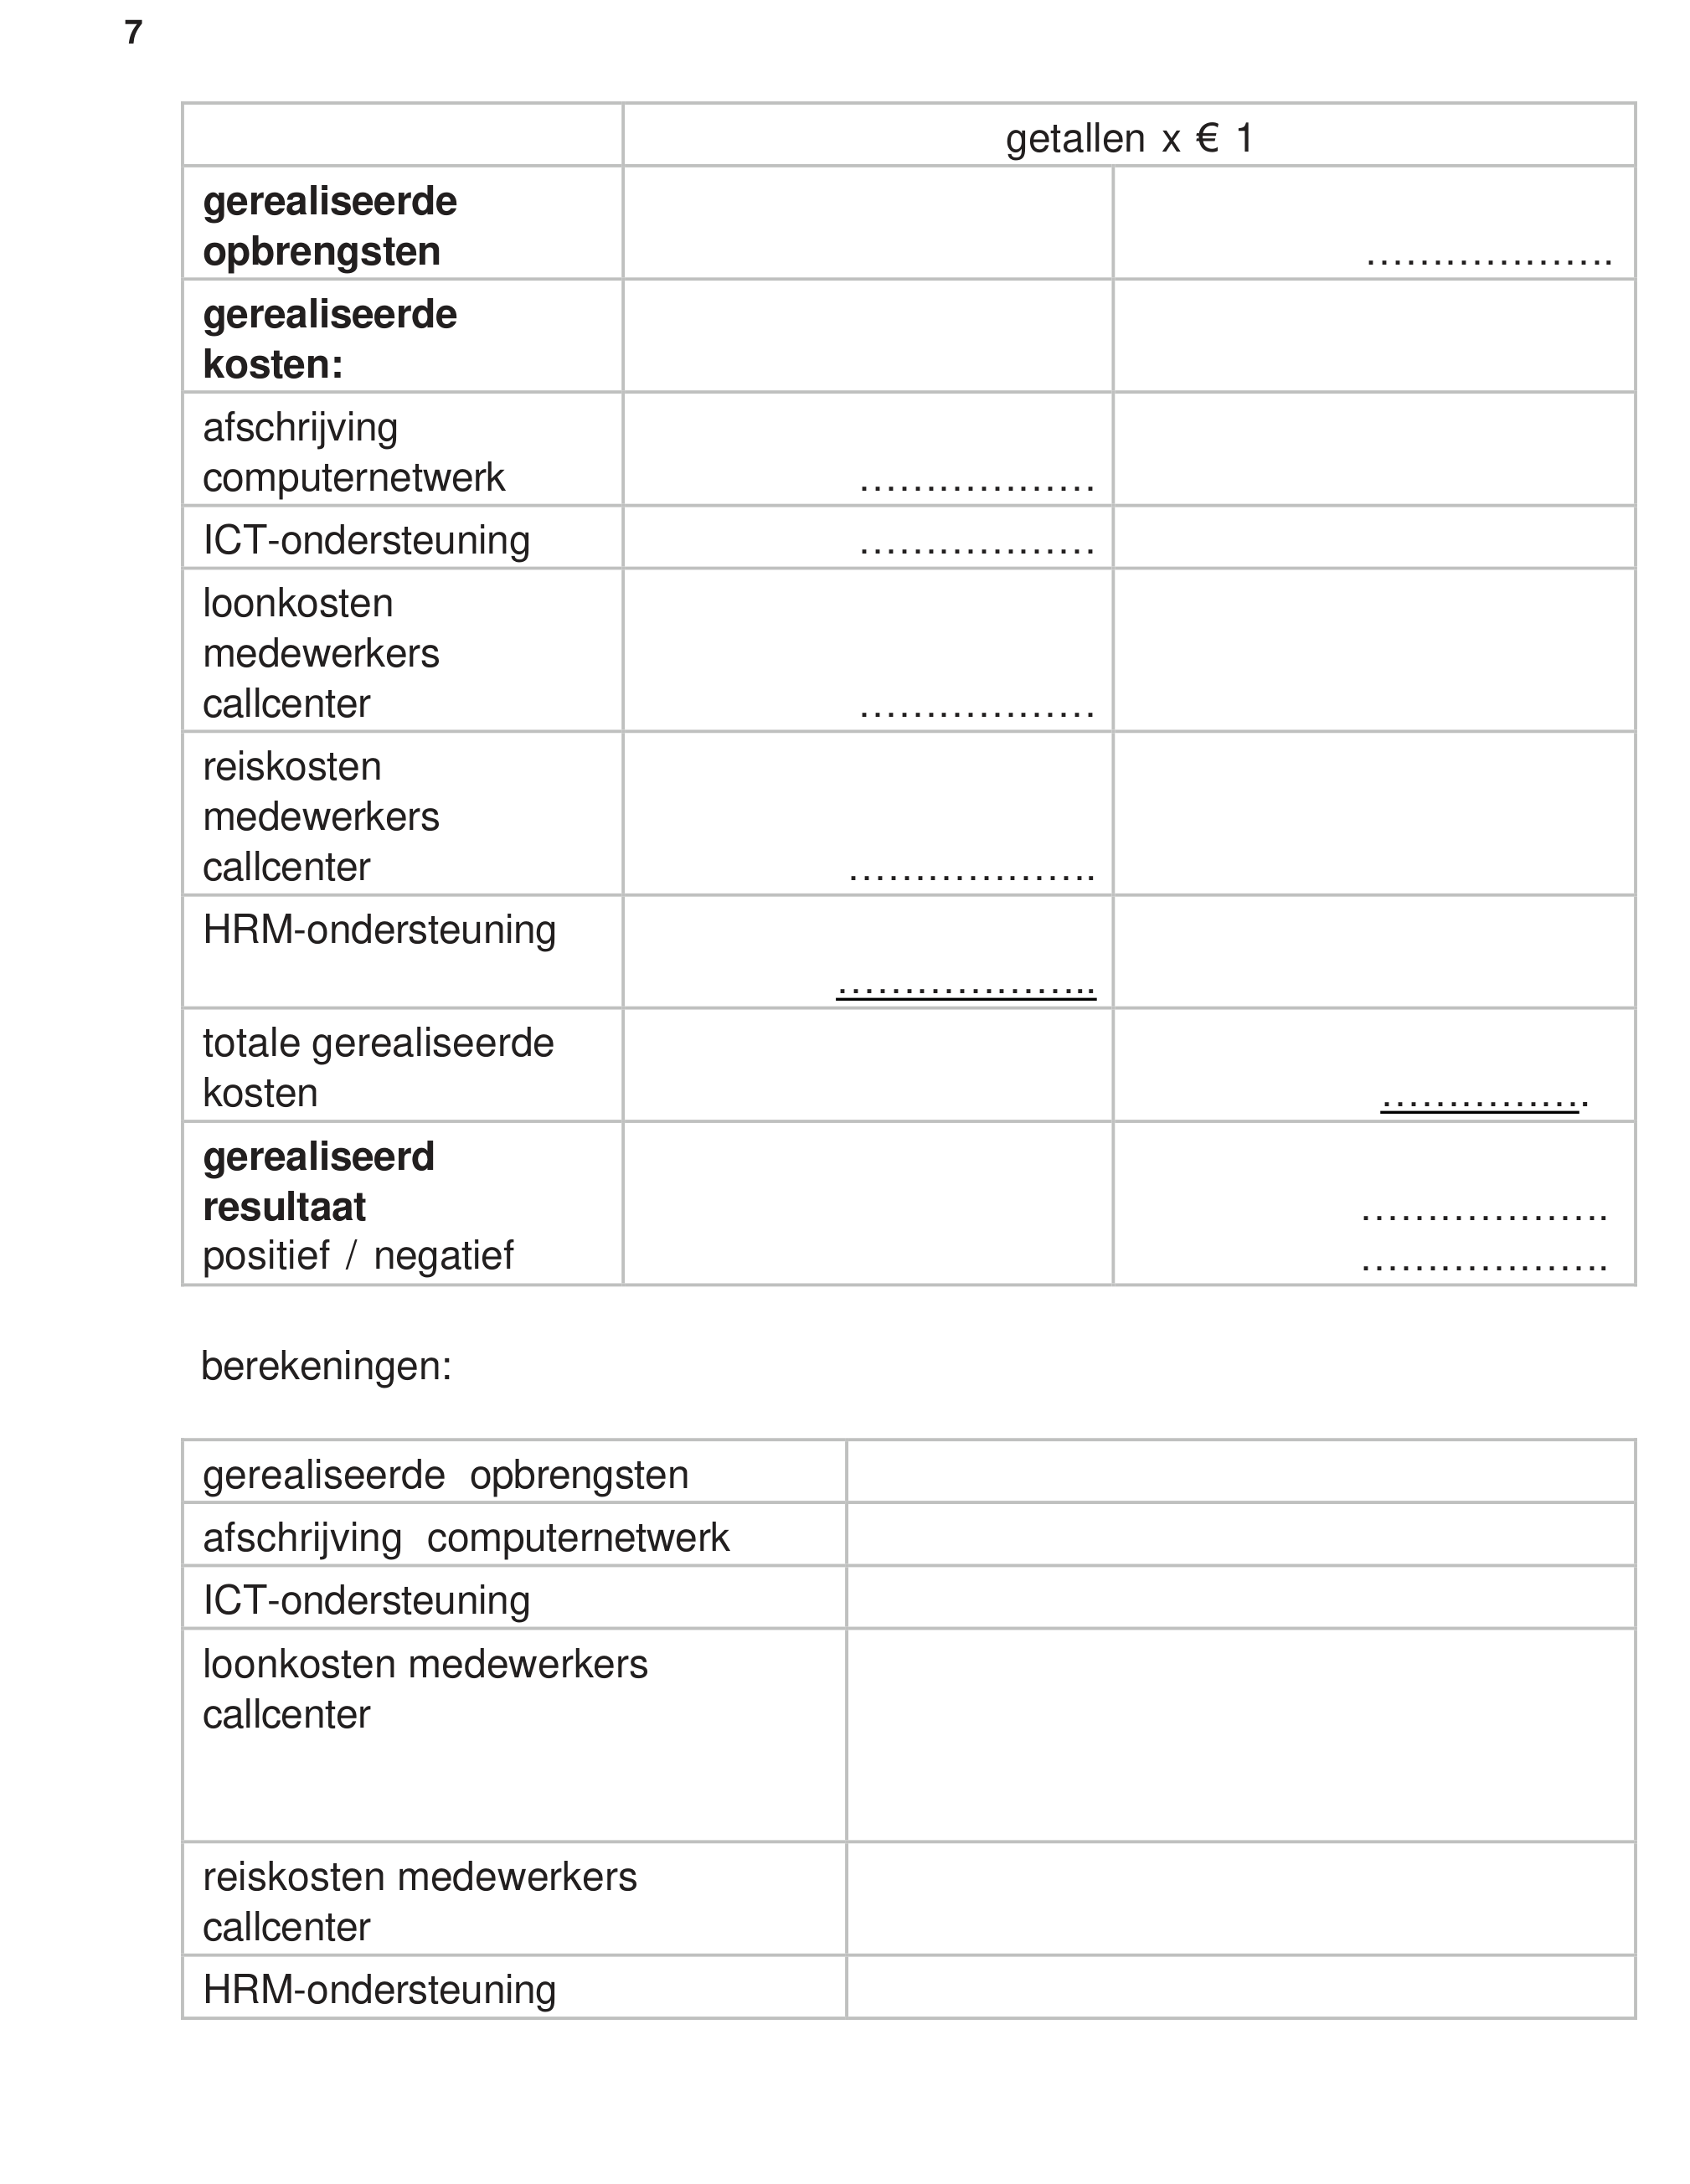 7
getallen x € 1
gerealiseerde
opbrengsten
……………….
gerealiseerde
kosten:
afschrijving
computernetwerk
………………
ICT-ondersteuning ………………
loonkosten
medewerkers
callcenter
………………
reiskosten
medewerkers
callcenter
……………….
HRM-ondersteuning
………………..
totale gerealiseerde
kosten
…………….
gerealiseerd
resultaat
……………….
positief / negatief
……………….
berekeningen:
gerealiseerde opbrengsten
afschrijving computernetwerk
ICT-ondersteuning
loonkosten medewerkers
callcenter
reiskosten medewerkers
callcenter
HRM-ondersteuning